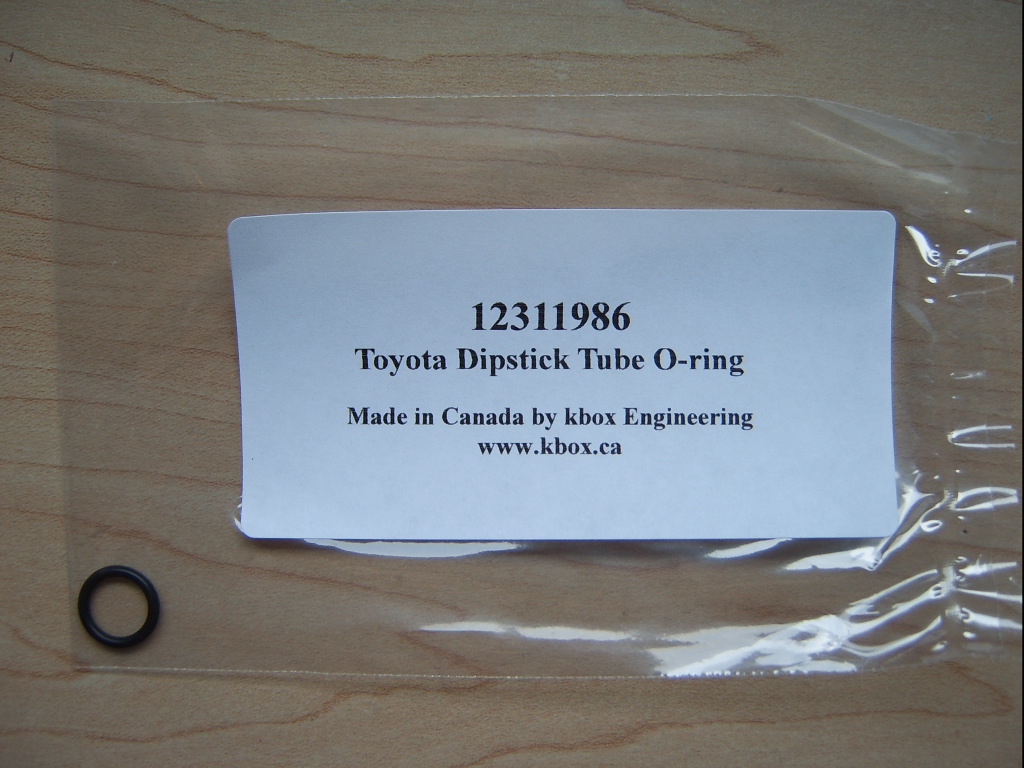 12311986
Toyota Dipstick Tube O-ring
Made in Canada by kbox Engineering
www.kbox.ca